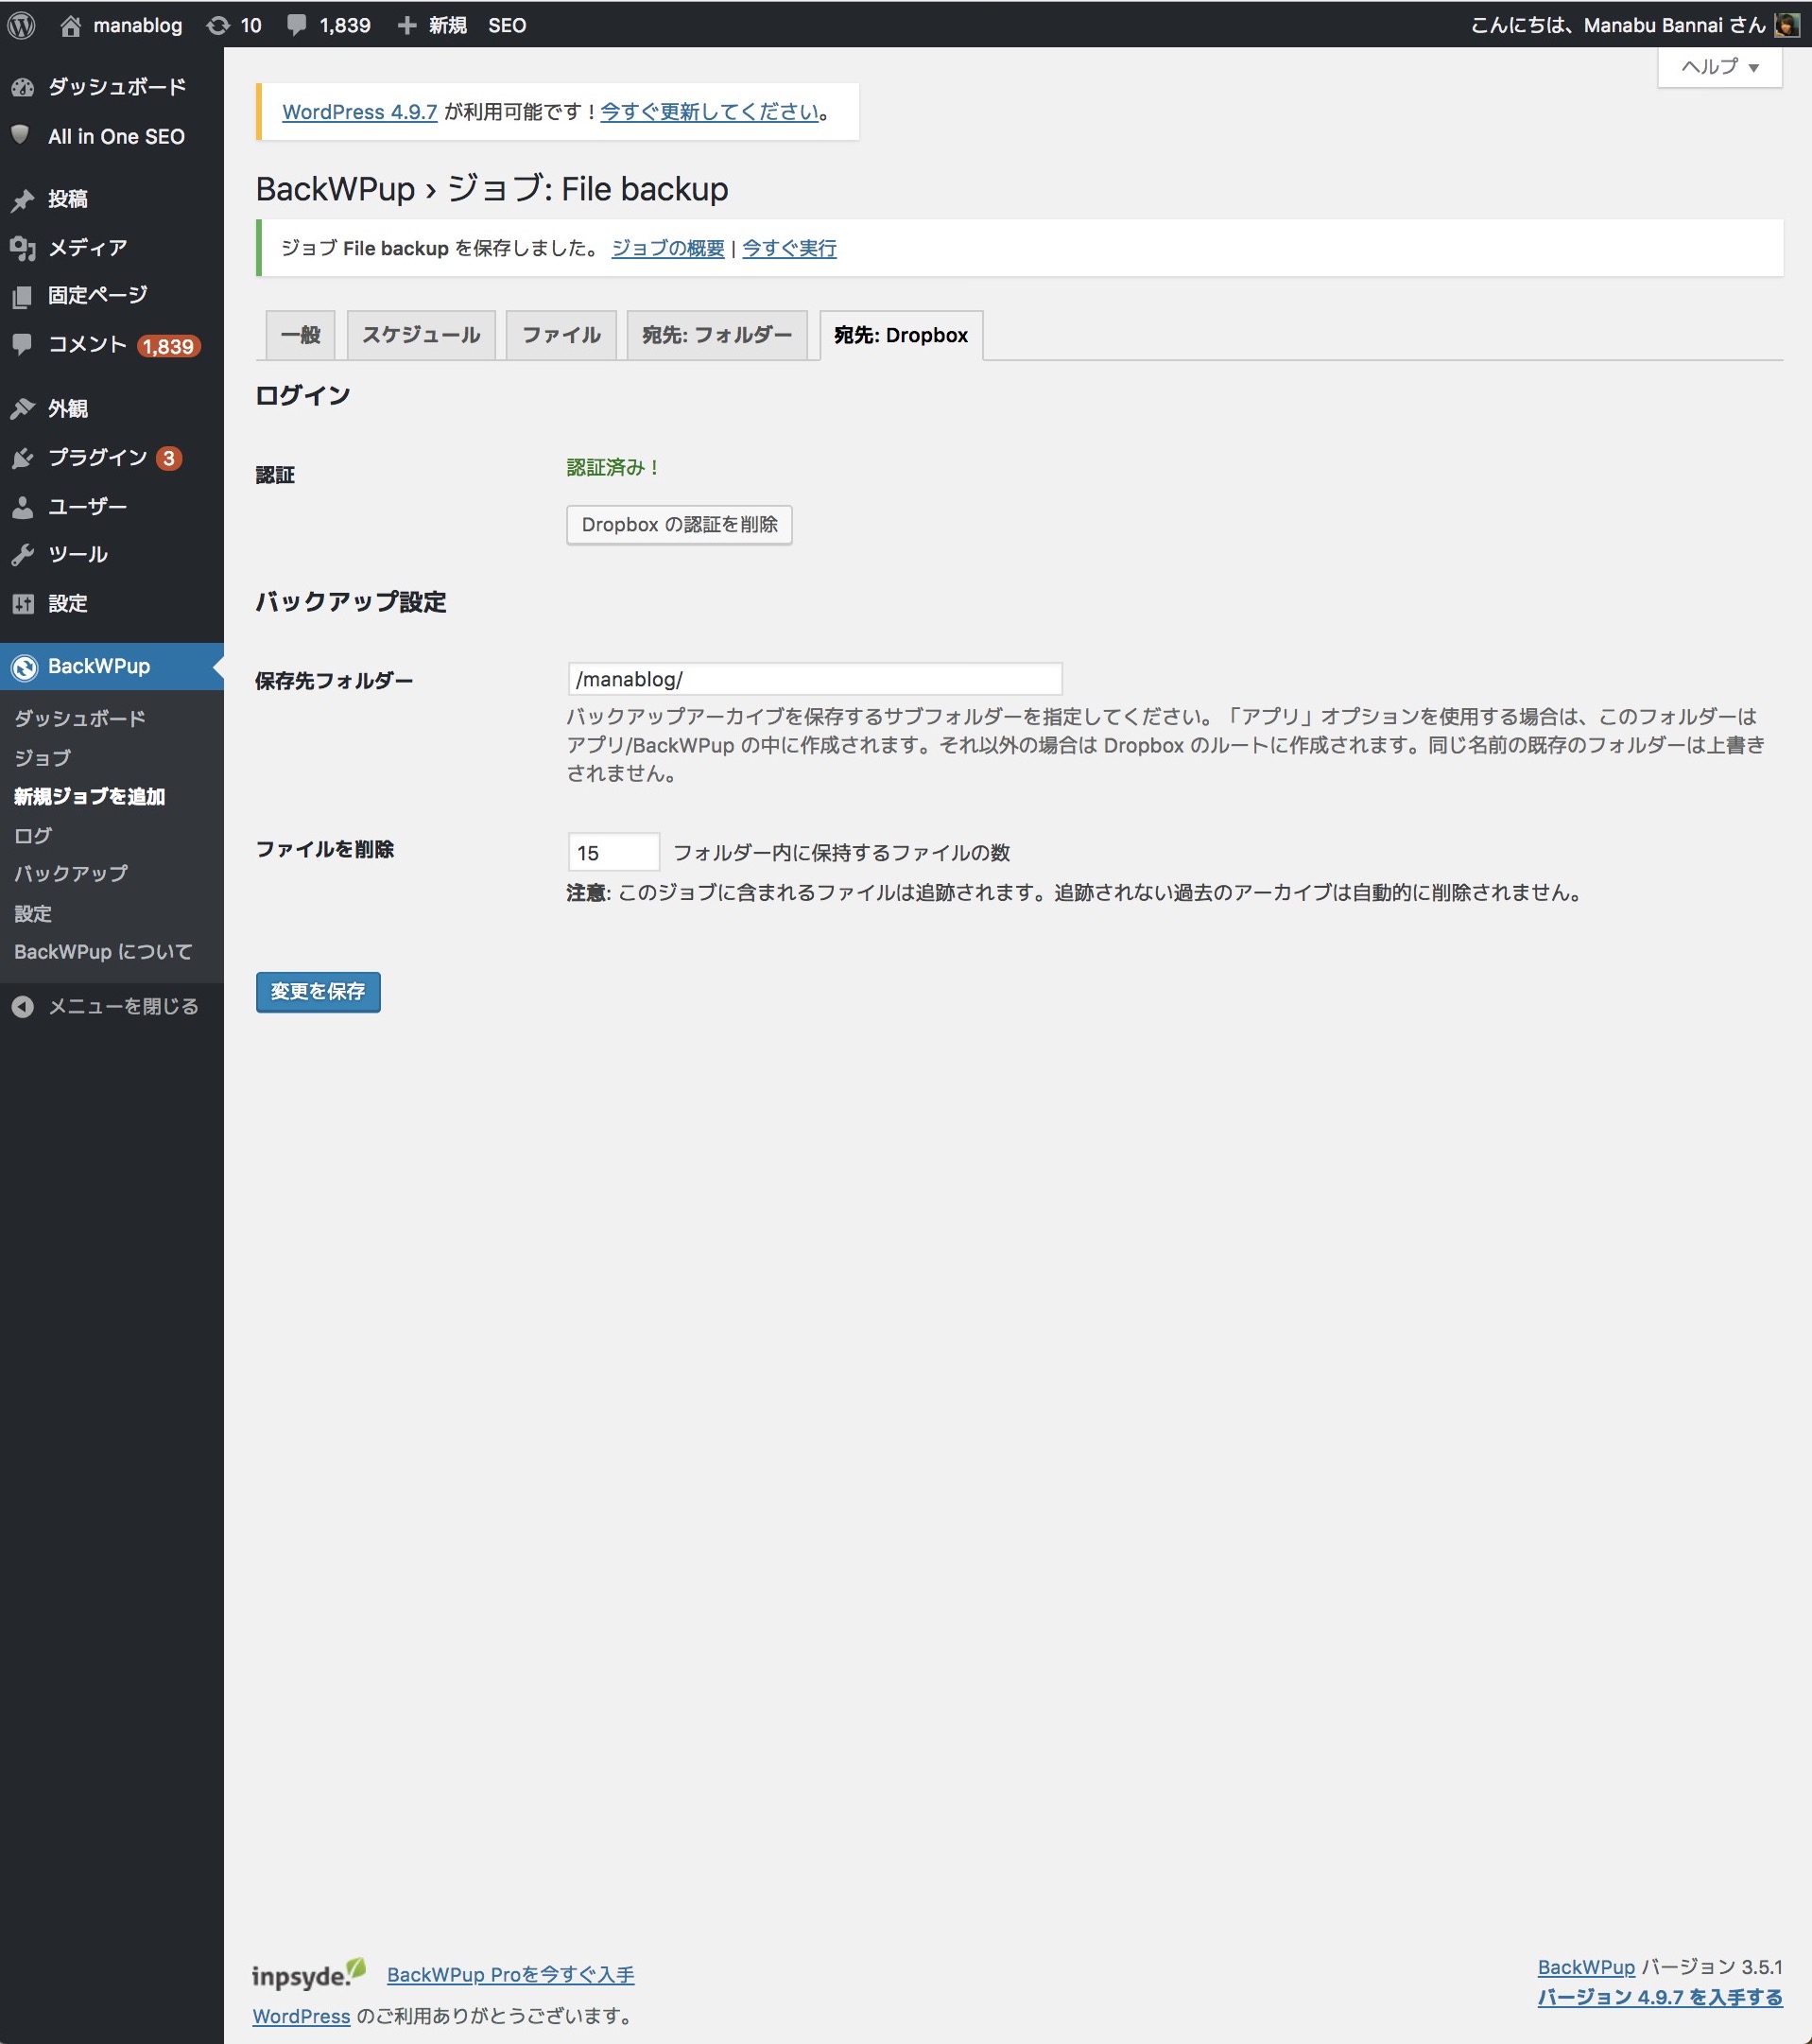 manablog 10 1,839 新規 SEO こんにちは、Manabu Bannai さん
ヘルプ
ダッシュボード
All in One SEO
投稿
メディア
固定ページ
コメント 1,839
外観
プラグイン 3
ユーザー
ツール
設定
BackWPup
ダッシュボード
ジョブ
新規ジョブを追加
ログ
バックアップ
設定
BackWPup について
メニューを閉じる
WordPress 4.9.7 が利用可能です ! 今すぐ更新してください。
BackWPup › ジョブ: File backup
ジョブ File backup を保存しました。 ジョブの概要 | 今すぐ実行
一般 スケジュール ファイル 宛先: フォルダー 宛先: Dropbox
ログイン
認証 認証済み !
Dropbox の認証を削除
バックアップ設定
保存先フォルダー /manablog/
バックアップアーカイブを保存するサブフォルダーを指定してください。「アプリ」オプションを使用する場合は、このフォルダーは
アプリ/BackWPup の中に作成されます。それ以外の場合は Dropbox のルートに作成されます。同じ名前の既存のフォルダーは上書き
されません。
ファイルを削除 15 フォルダー内に保持するファイルの数
注意: このジョブに含まれるファイルは追跡されます。追跡されない過去のアーカイブは自動的に削除されません。
変更を保存
inpsyde. BackWPup Proを今すぐ入手
WordPress のご利用ありがとうございます。
BackWPup バージョン 3.5.1
バージョン 4.9.7 を入手する